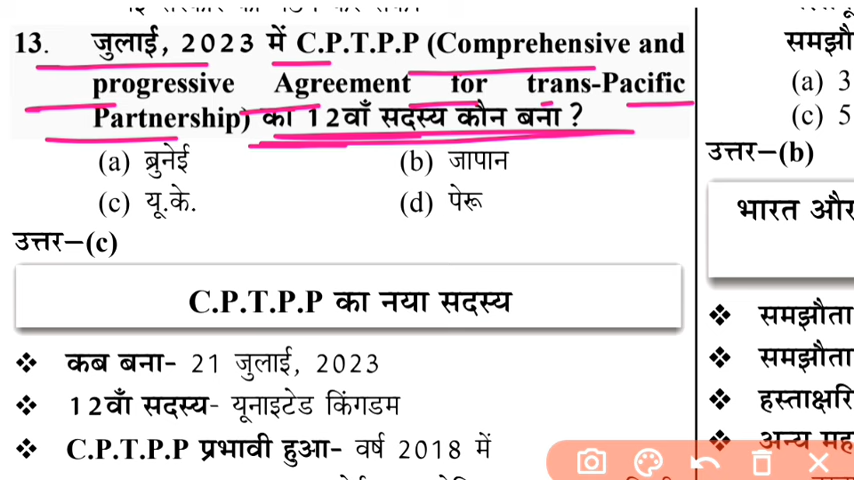 13. जुलाई, 2023 में C.P.T.P.P (Comprehensive and
progressive Agreement for trans-Pacific
Partnership) का 12वाँ सदस्य कौन बना ?
(a) ब्रुनेई (b) जापान
(c) यू.के. (d) पेरू
उत्तर–(c)
C.P.T.P.P का नया सदस्य
❖ कब बना- 21 जुलाई, 2023
❖ 12वाँ सदस्य- यूनाइटेड किंगडम
❖ C.P.T.P.P प्रभावी हुआ- वर्ष 2018 में
समझौ
(a) 3
(c) 5
उत्तर–(b)
भारत और
❖ समझौता
❖ समझौता
❖ हस्ताक्षरि
❖ अन्य मह